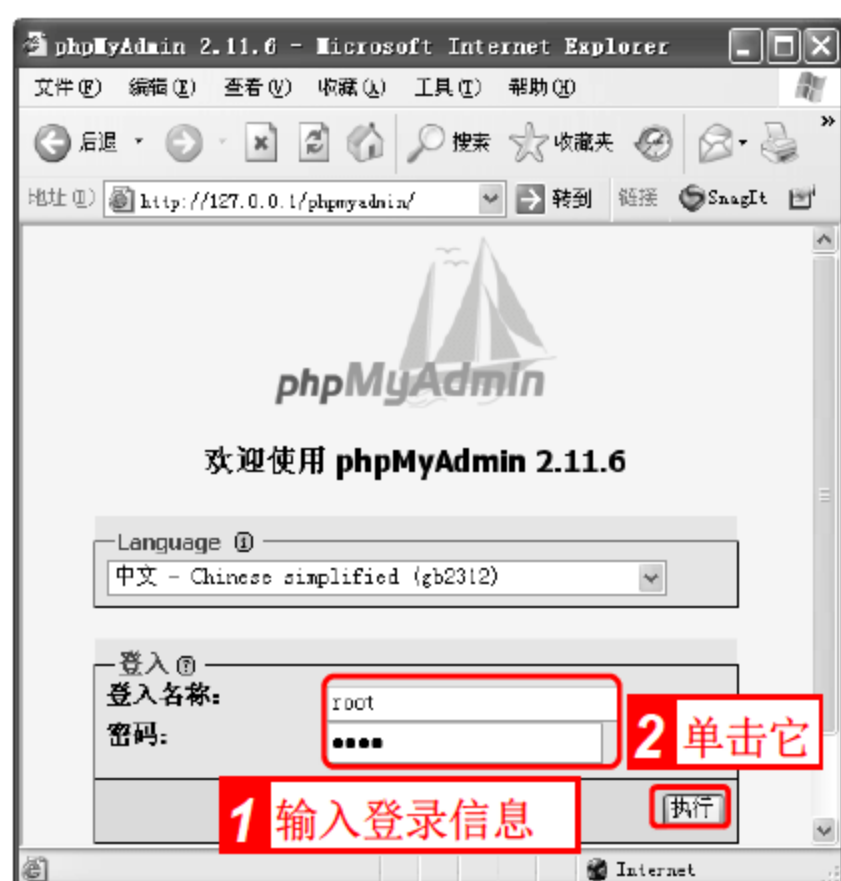 phpMyAdmin 2.11.6 - Microsoft Internet Explorer
文件(F) 编辑(E) 查看(V) 收藏(A) 工具(T) 帮助(H)
后退 搜索 收藏夹 »
地址(D) http://127.0.0.1/phpmyadmin/ 转到 链接 SnagIt
phpMyAdmin
欢迎使用 phpMyAdmin 2.11.6
Language
中文 - Chinese simplified (gb2312)
登入
登入名称:
root
密码:
••••
2 单击它
1 输入登录信息
执行
Internet